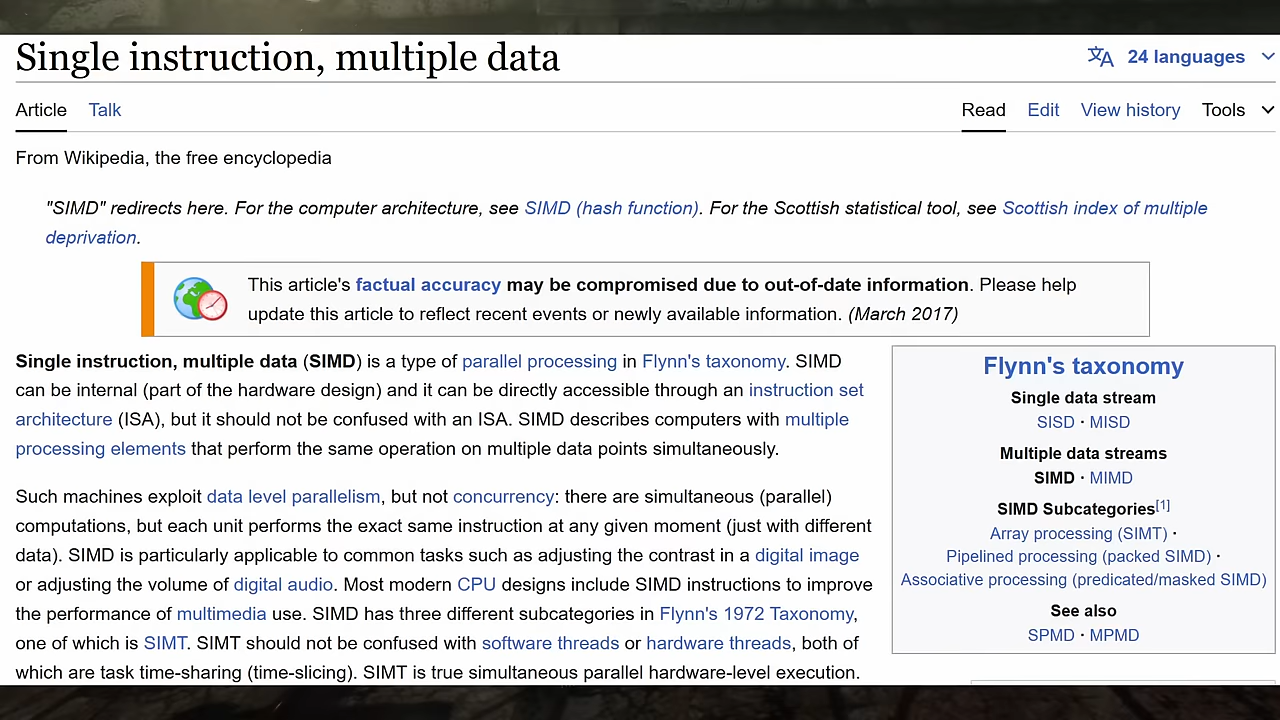 Single instruction, multiple data
24 languages
Article Talk
Read Edit View history Tools
From Wikipedia, the free encyclopedia
"SIMD" redirects here. For the computer architecture, see SIMD (hash function). For the Scottish statistical tool, see Scottish index of multiple
deprivation.
This article's factual accuracy may be compromised due to out-of-date information. Please help
update this article to reflect recent events or newly available information. (March 2017)
Single instruction, multiple data (SIMD) is a type of parallel processing in Flynn's taxonomy. SIMD
can be internal (part of the hardware design) and it can be directly accessible through an instruction set
architecture (ISA), but it should not be confused with an ISA. SIMD describes computers with multiple
processing elements that perform the same operation on multiple data points simultaneously.
Such machines exploit data level parallelism, but not concurrency: there are simultaneous (parallel)
computations, but each unit performs the exact same instruction at any given moment (just with different
data). SIMD is particularly applicable to common tasks such as adjusting the contrast in a digital image
or adjusting the volume of digital audio. Most modern CPU designs include SIMD instructions to improve
the performance of multimedia use. SIMD has three different subcategories in Flynn's 1972 Taxonomy,
one of which is SIMT. SIMT should not be confused with software threads or hardware threads, both of
which are task time-sharing (time-slicing). SIMT is true simultaneous parallel hardware-level execution.
Flynn's taxonomy
Single data stream
SISD · MISD
Multiple data streams
SIMD · MIMD
SIMD Subcategories[1]
Array processing (SIMT) ·
Pipelined processing (packed SIMD) ·
Associative processing (predicated/masked SIMD)
See also
SPMD · MPMD